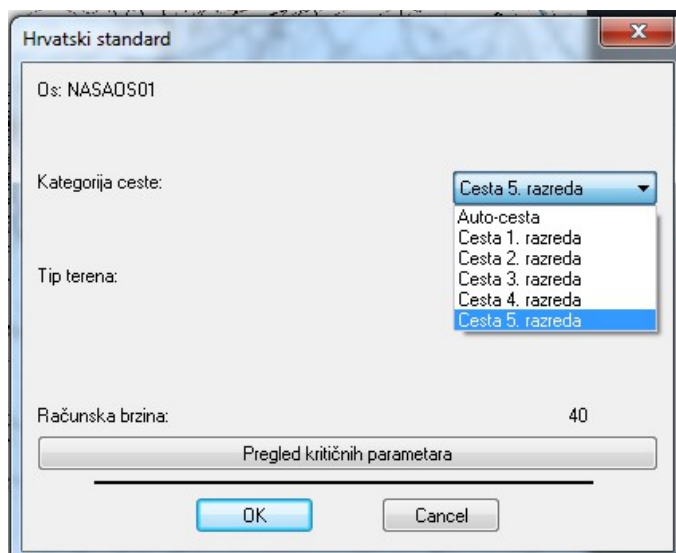 Hrvatski standard
Os: NASAOS01
Kategorija ceste:
Cesta 5. razreda
Auto-cesta
Cesta 1. razreda
Cesta 2. razreda
Cesta 3. razreda
Cesta 4. razreda
Cesta 5. razreda
Tip terena:
Računska brzina:
40
Pregled kritičnih parametara
OK
Cancel